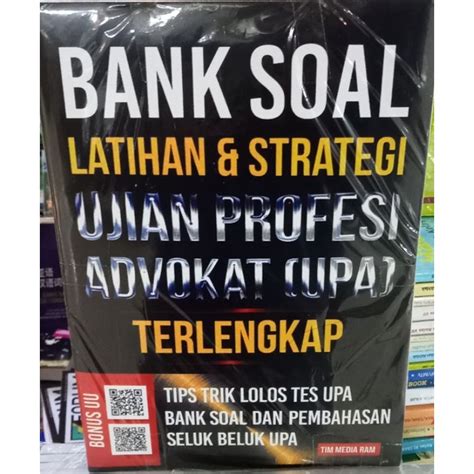 BANK SOAL
LATIHAN & STRATEGI
UJIAN PROFESI
ADVOKAT (UPA)
TERLENGKAP
BONUS UU
TIPS TRIK LOLOS TES UPA
BANK SOAL DAN PEMBAHASAN
SELUK BELUK UPA
TIM MEDIA RAM